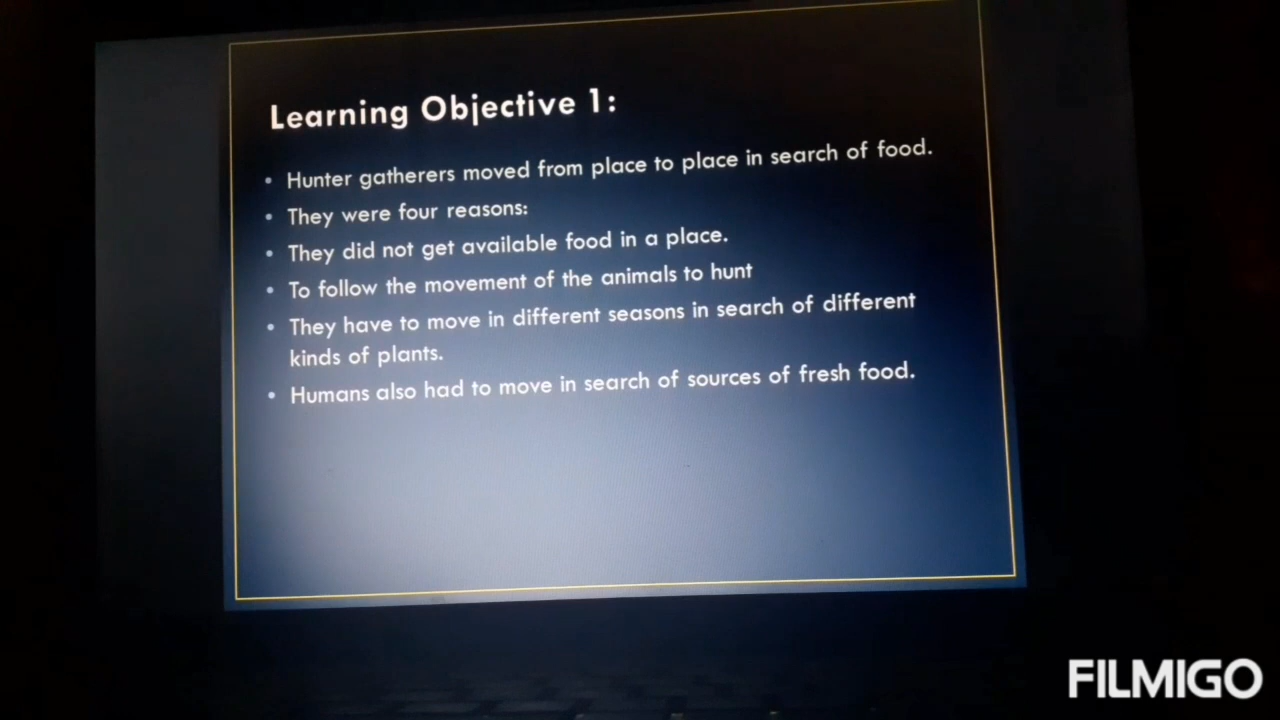 Learning Objective 1:
• Hunter gatherers moved from place to place in search of food.
• They were four reasons:
• They did not get available food in a place.
• To follow the movement of the animals to hunt
• They have to move in different seasons in search of different
kinds of plants.
• Humans also had to move in search of sources of fresh food.
FILMIGO